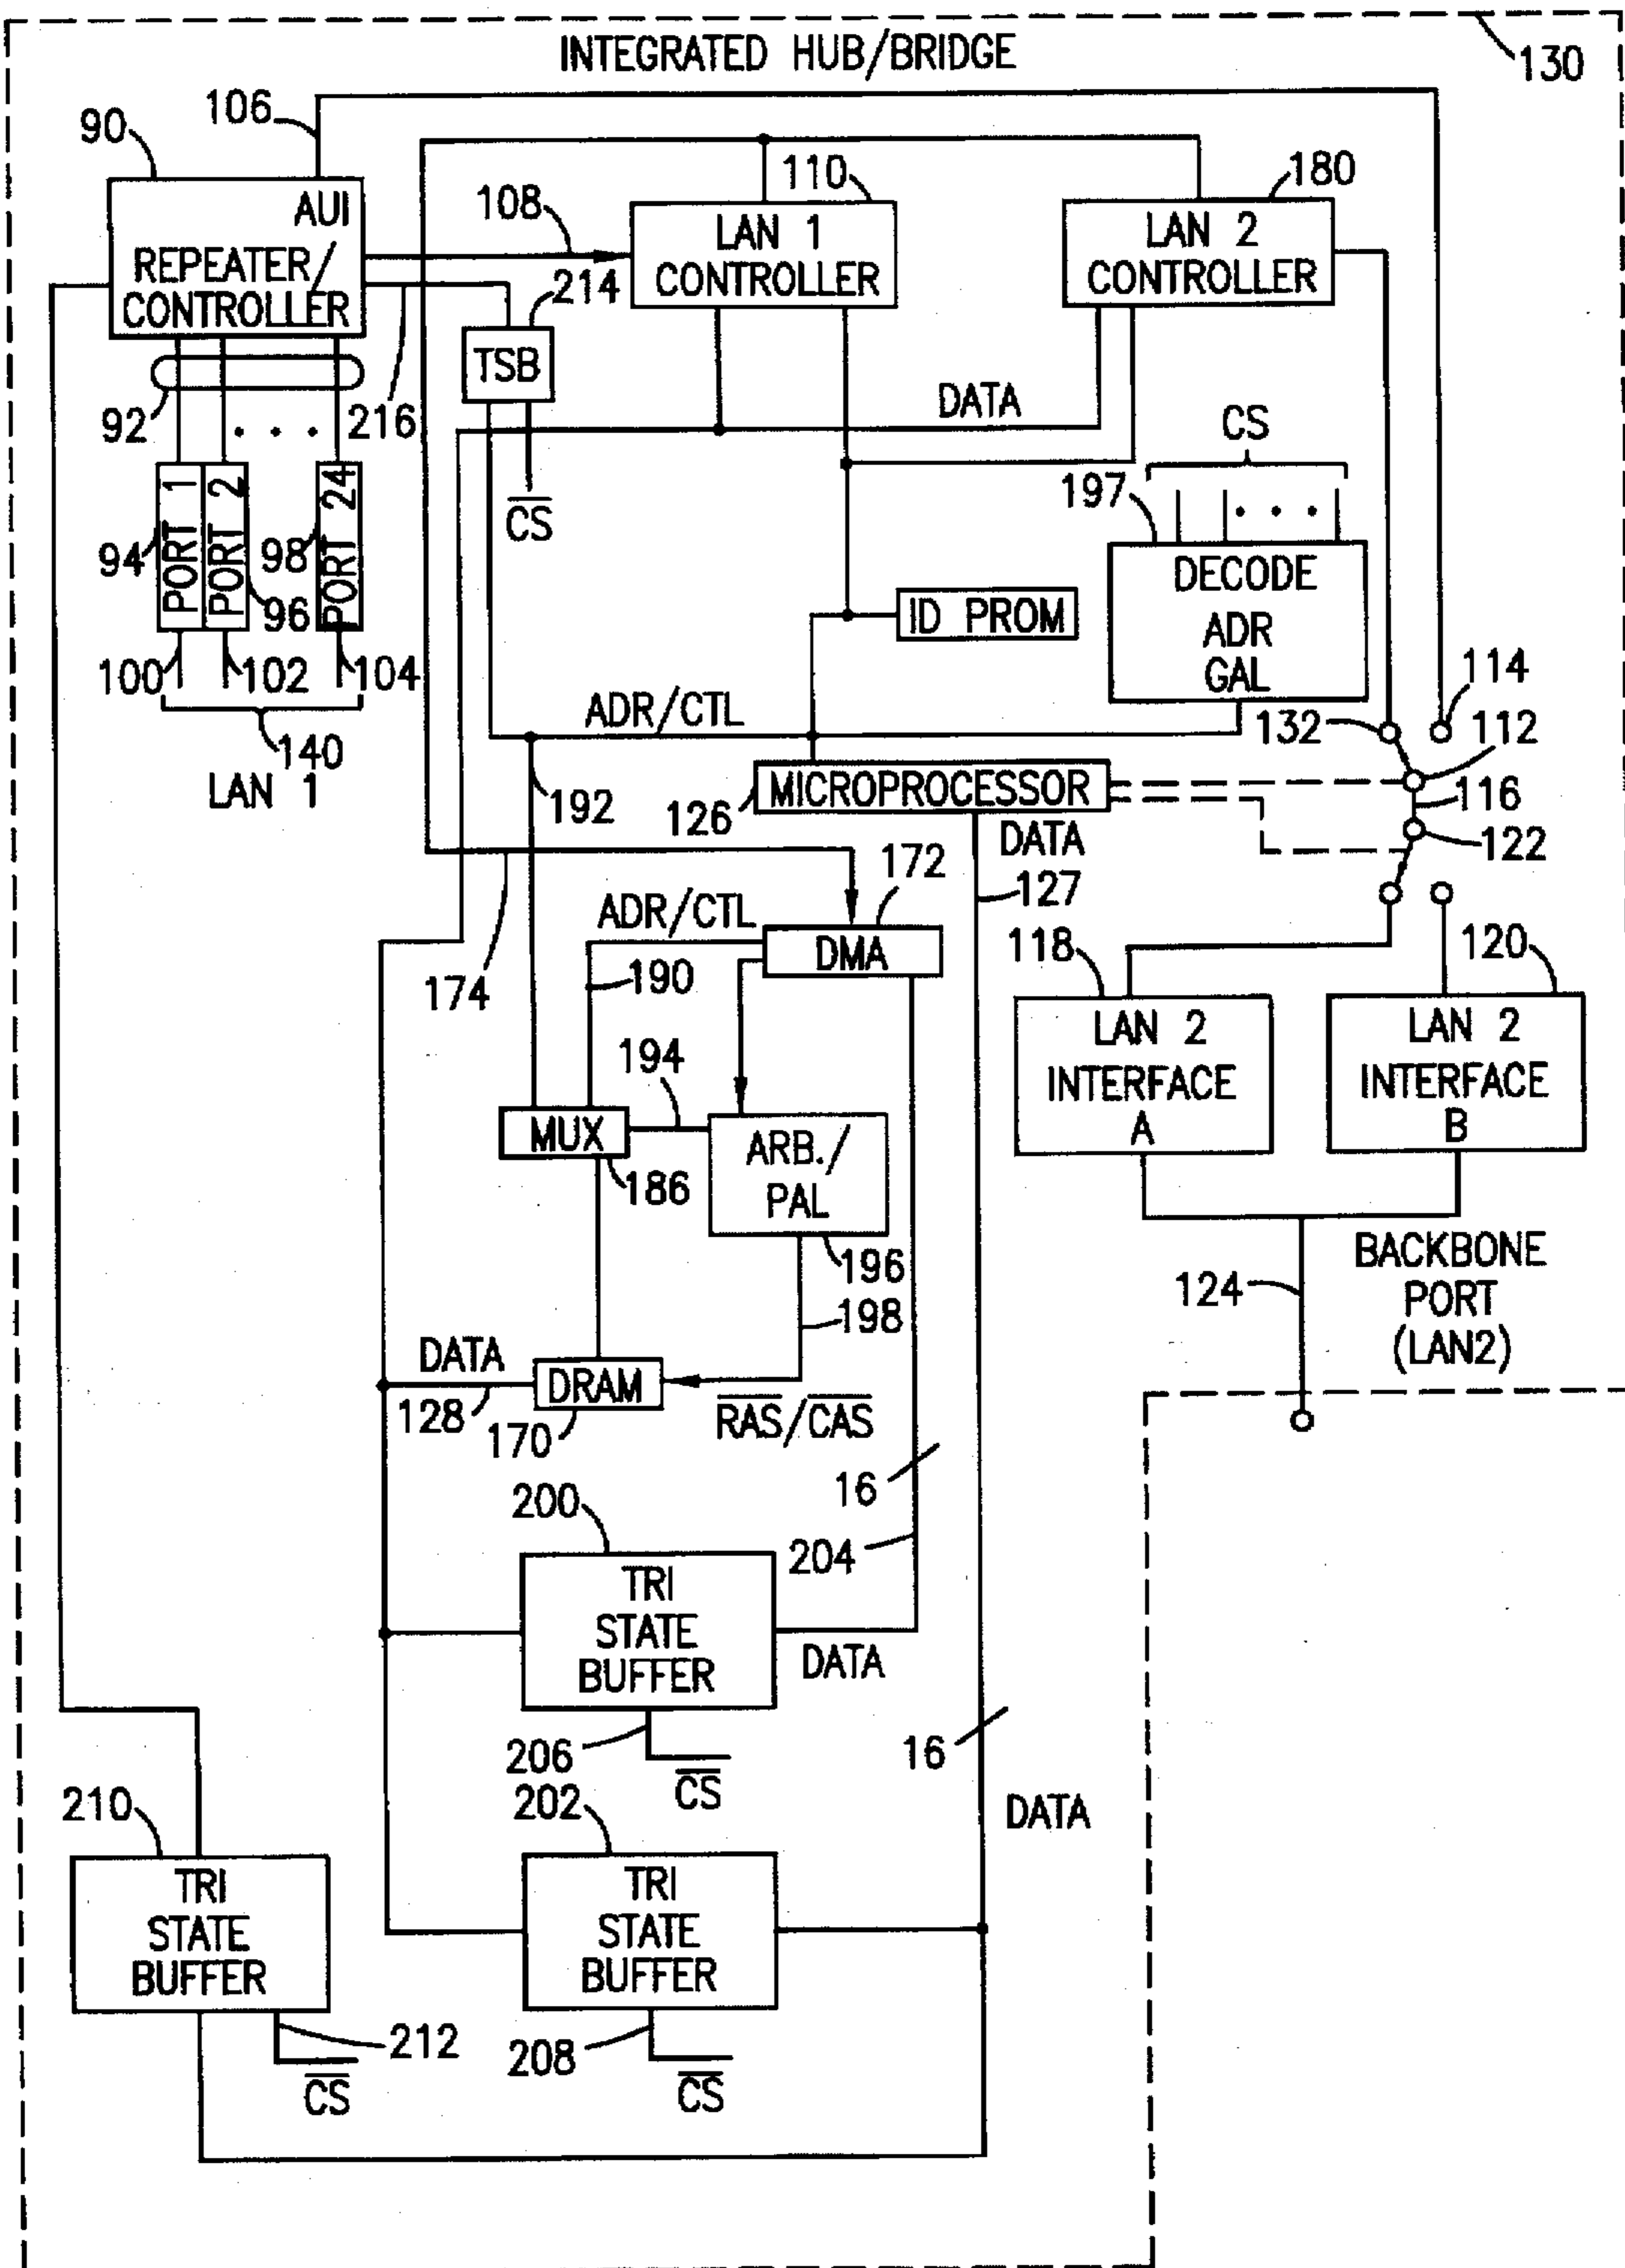 INTEGRATED HUB/BRIDGE
130
106
90
AUI
REPEATER/
CONTROLLER
108
110
LAN 1
CONTROLLER
180
LAN 2
CONTROLLER
214
TSB
92
216
DATA
CS
CS
197
94
PORT 1
PORT 2
96
98
PORT 24
DECODE
ADR
GAL
ID PROM
100
102
104
140
LAN 1
ADR/CTL
192
132
114
112
116
122
126
MICROPROCESSOR
DATA
127
174
ADR/CTL
190
172
DMA
118
120
LAN 2
INTERFACE
A
LAN 2
INTERFACE
B
194
MUX
186
ARB./
PAL
196
198
124
BACKBONE
PORT
(LAN2)
DATA
128
DRAM
170
RAS/CAS
16
204
200
TRI
STATE
BUFFER
DATA
206
CS
16
DATA
210
TRI
STATE
BUFFER
212
CS
202
TRI
STATE
BUFFER
208
CS